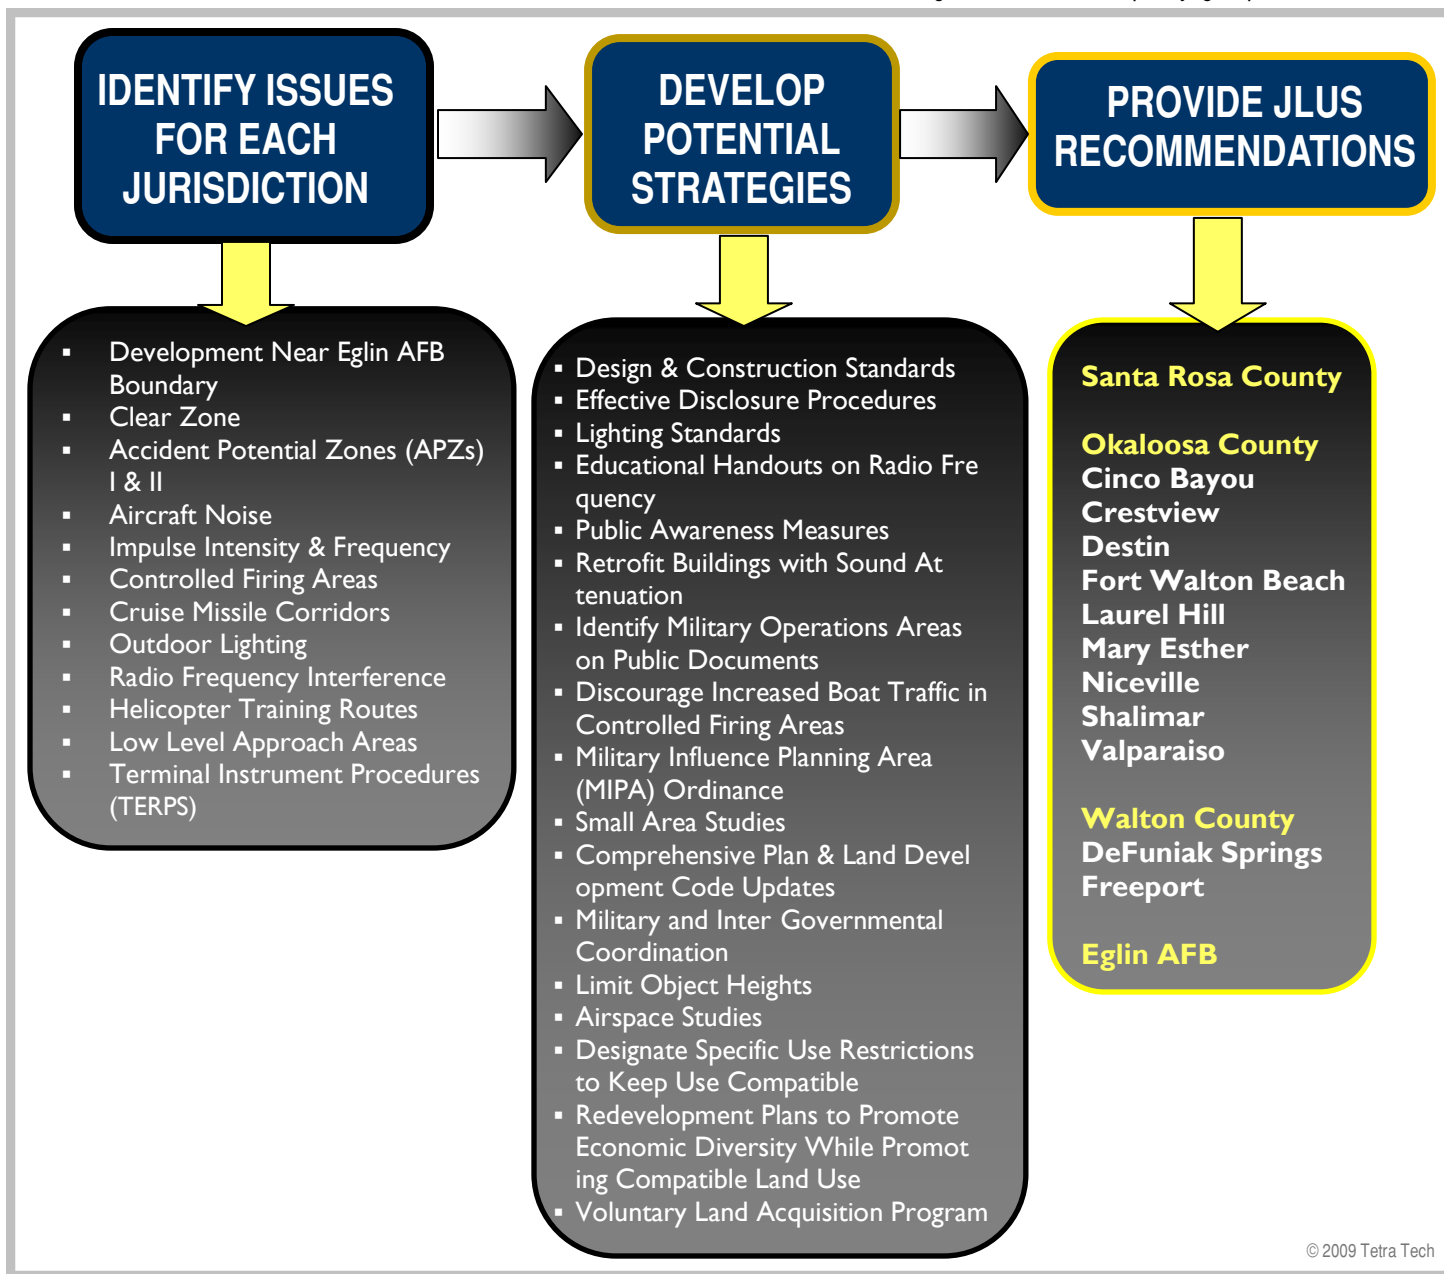 IDENTIFY ISSUES
FOR EACH
JURISDICTION
DEVELOP
POTENTIAL
STRATEGIES
PROVIDE JLUS
RECOMMENDATIONS
▪ Development Near Eglin AFB
Boundary
▪ Clear Zone
▪ Accident Potential Zones (APZs)
I & II
▪ Aircraft Noise
▪ Impulse Intensity & Frequency
▪ Controlled Firing Areas
▪ Cruise Missile Corridors
▪ Outdoor Lighting
▪ Radio Frequency Interference
▪ Helicopter Training Routes
▪ Low Level Approach Areas
▪ Terminal Instrument Procedures
(TERPS)
▪ Design & Construction Standards
▪ Effective Disclosure Procedures
▪ Lighting Standards
▪ Educational Handouts on Radio Fre
quency
▪ Public Awareness Measures
▪ Retrofit Buildings with Sound At
tenuation
▪ Identify Military Operations Areas
on Public Documents
▪ Discourage Increased Boat Traffic in
Controlled Firing Areas
▪ Military Influence Planning Area
(MIPA) Ordinance
▪ Small Area Studies
▪ Comprehensive Plan & Land Devel
opment Code Updates
▪ Military and Inter Governmental
Coordination
▪ Limit Object Heights
▪ Airspace Studies
▪ Designate Specific Use Restrictions
to Keep Use Compatible
▪ Redevelopment Plans to Promote
Economic Diversity While Promot
ing Compatible Land Use
▪ Voluntary Land Acquisition Program
Santa Rosa County
Okaloosa County
Cinco Bayou
Crestview
Destin
Fort Walton Beach
Laurel Hill
Mary Esther
Niceville
Shalimar
Valparaiso
Walton County
DeFuniak Springs
Freeport
Eglin AFB
© 2009 Tetra Tech